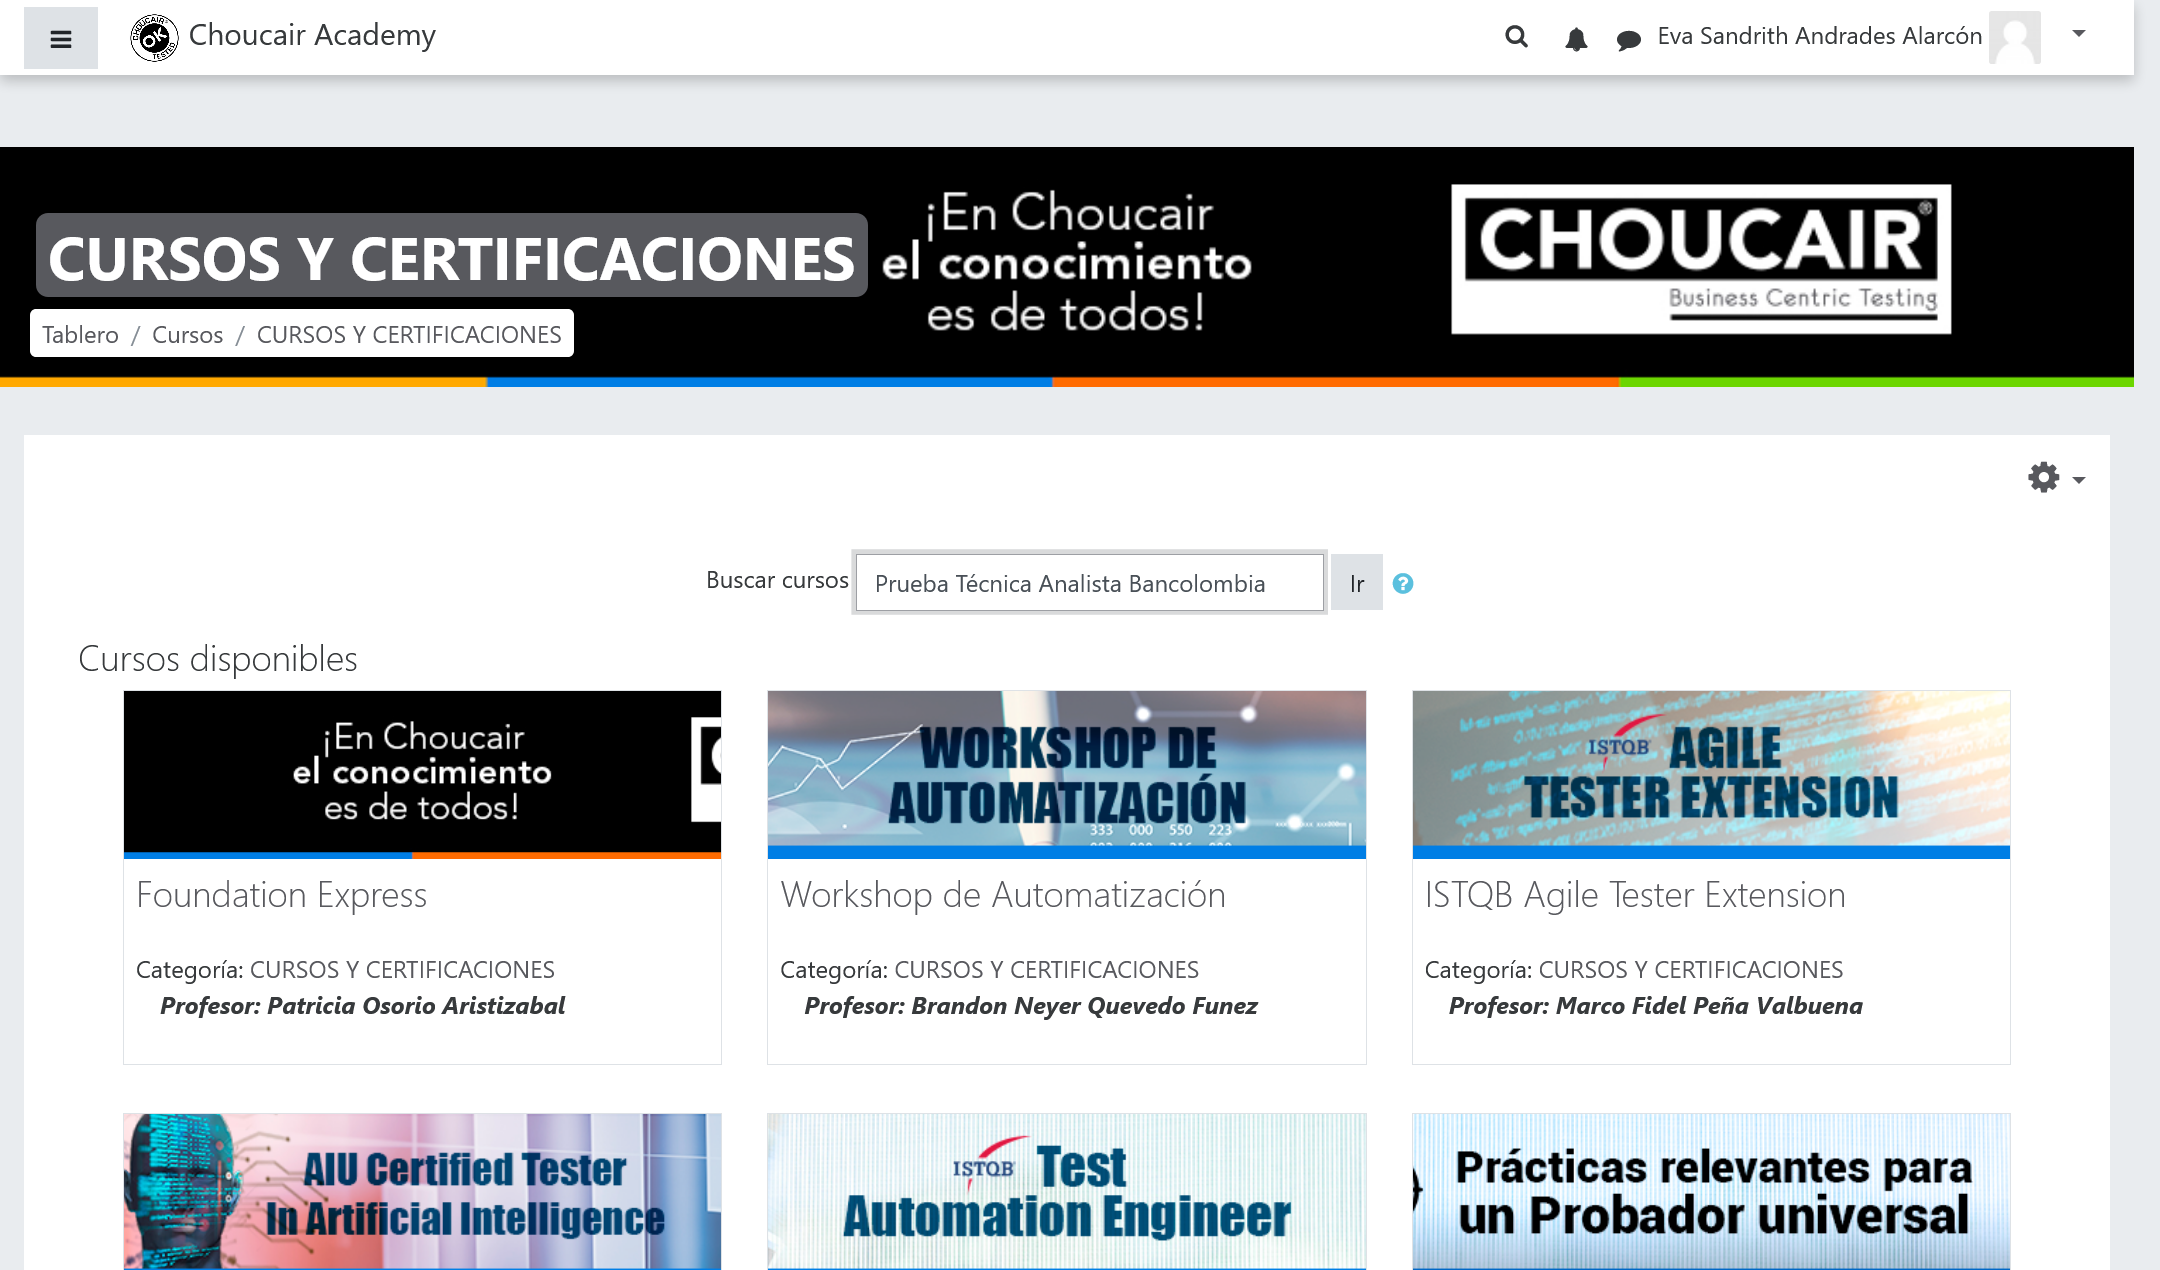 Choucair Academy
Eva Sandrith Andrades Alarcón
CURSOS Y CERTIFICACIONES
¡En Choucair
el conocimiento
es de todos!
CHOUCAIR®
Business Centric Testing
Tablero / Cursos / CURSOS Y CERTIFICACIONES
Buscar cursos
Prueba Técnica Analista Bancolombia
Ir
Cursos disponibles
¡En Choucair
el conocimiento
es de todos!
Foundation Express
Categoría: CURSOS Y CERTIFICACIONES
Profesor: Patricia Osorio Aristizabal
WORKSHOP DE
AUTOMATIZACIÓN
333 000 550 223
Workshop de Automatización
Categoría: CURSOS Y CERTIFICACIONES
Profesor: Brandon Neyer Quevedo Funez
ISTQB AGILE
TESTER EXTENSION
ISTQB Agile Tester Extension
Categoría: CURSOS Y CERTIFICACIONES
Profesor: Marco Fidel Peña Valbuena
AIU Certified Tester
In Artificial Intelligence
ISTQB Test
Automation Engineer
Prácticas relevantes para
un Probador universal